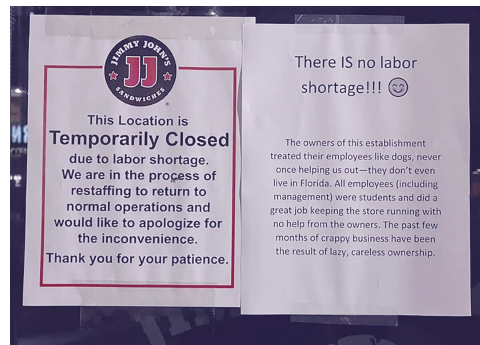 JIMMY JOHN'S
JJ
SANDWICHES
®
This Location is
Temporarily Closed
due to labor shortage.
We are in the process of
restaffing to return to
normal operations and
would like to apologize for
the inconvenience.
Thank you for your patience.
There IS no labor
shortage!!! 😊
The owners of this establishment
treated their employees like dogs, never
once helping us out—they don't even
live in Florida. All employees (including
management) were students and did a
great job keeping the store running with
no help from the owners. The past few
months of crappy business have been
the result of lazy, careless ownership.